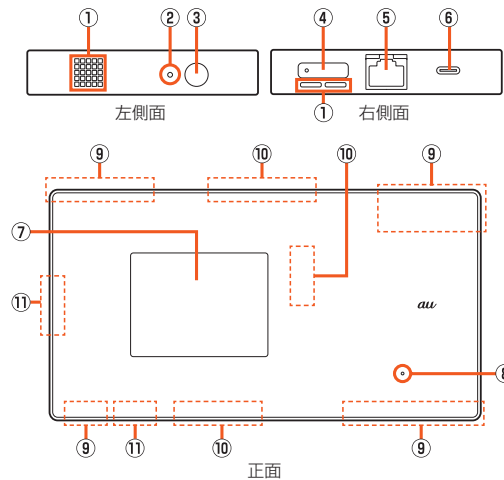 ① ② ③ ④ ⑤ ⑥
①
左側面 右側面
⑨ ⑩ ⑩ ⑨
⑦
⑪
au
⑧
⑨ ⑪ ⑩ ⑨
正面